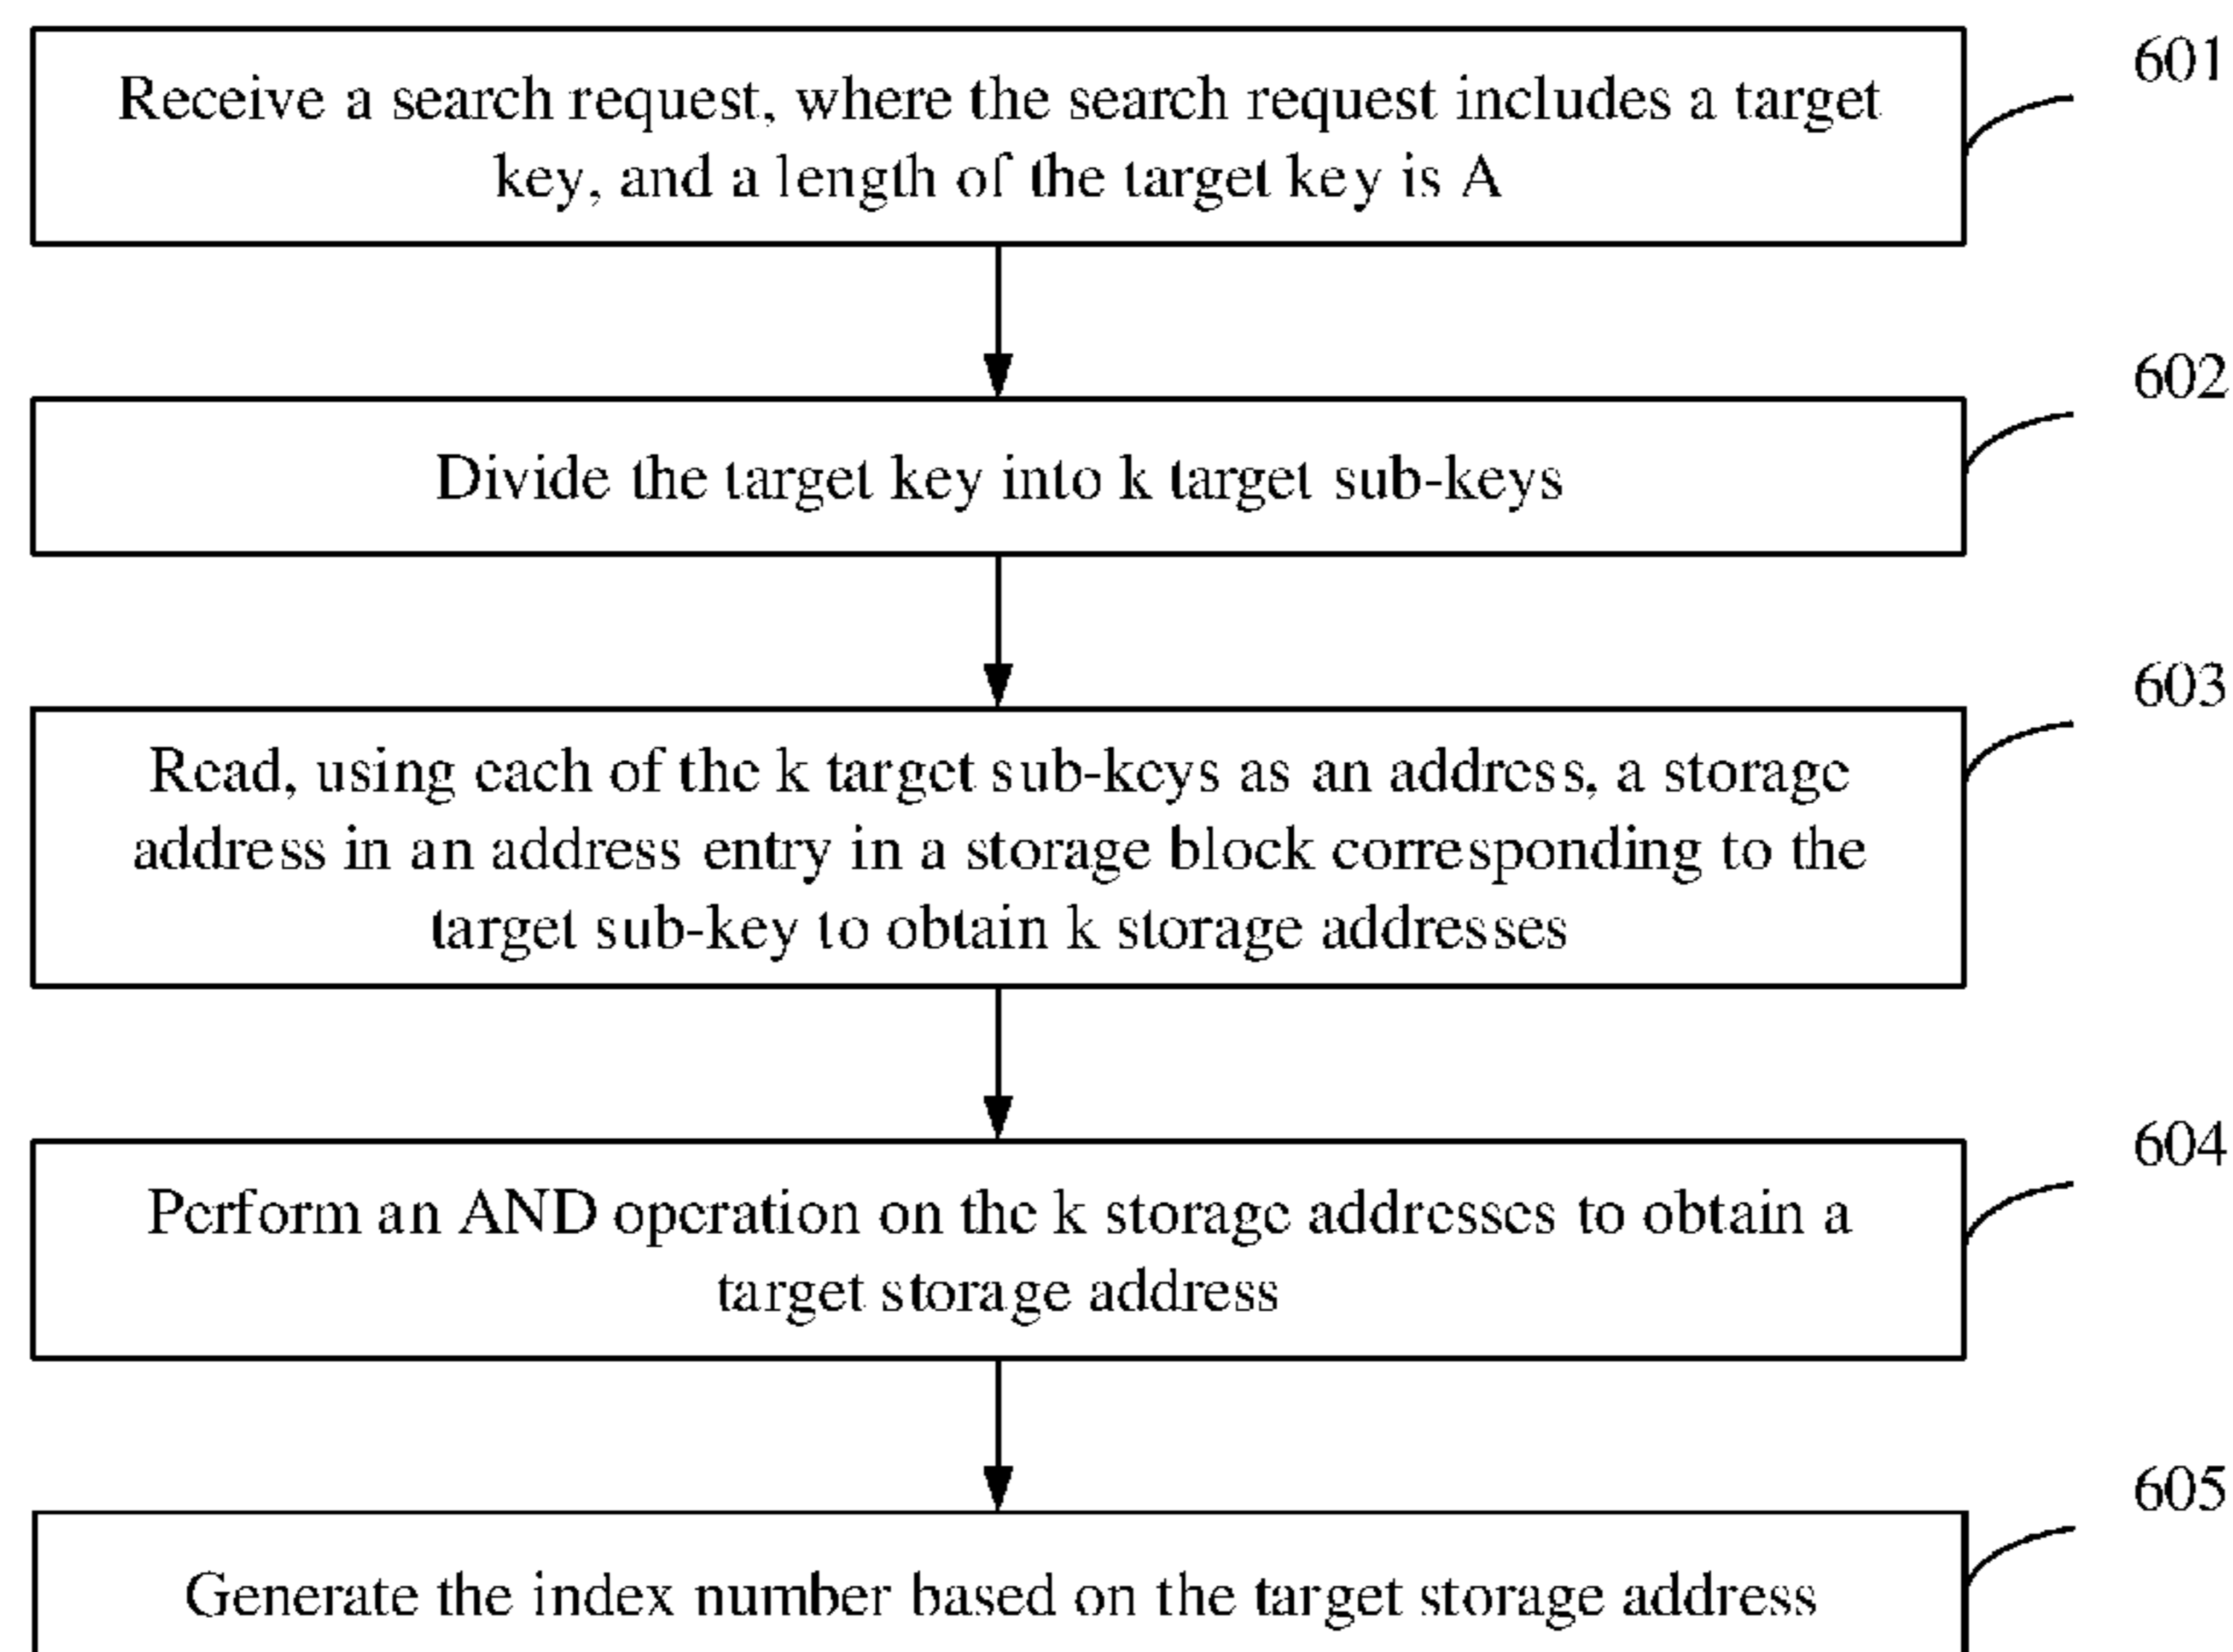 601
Receive a search request, where the search request includes a target
key, and a length of the target key is A
602
Divide the target key into k target sub-keys
603
Read, using each of the k target sub-keys as an address, a storage
address in an address entry in a storage block corresponding to the
target sub-key to obtain k storage addresses
604
Perform an AND operation on the k storage addresses to obtain a
target storage address
605
Generate the index number based on the target storage address